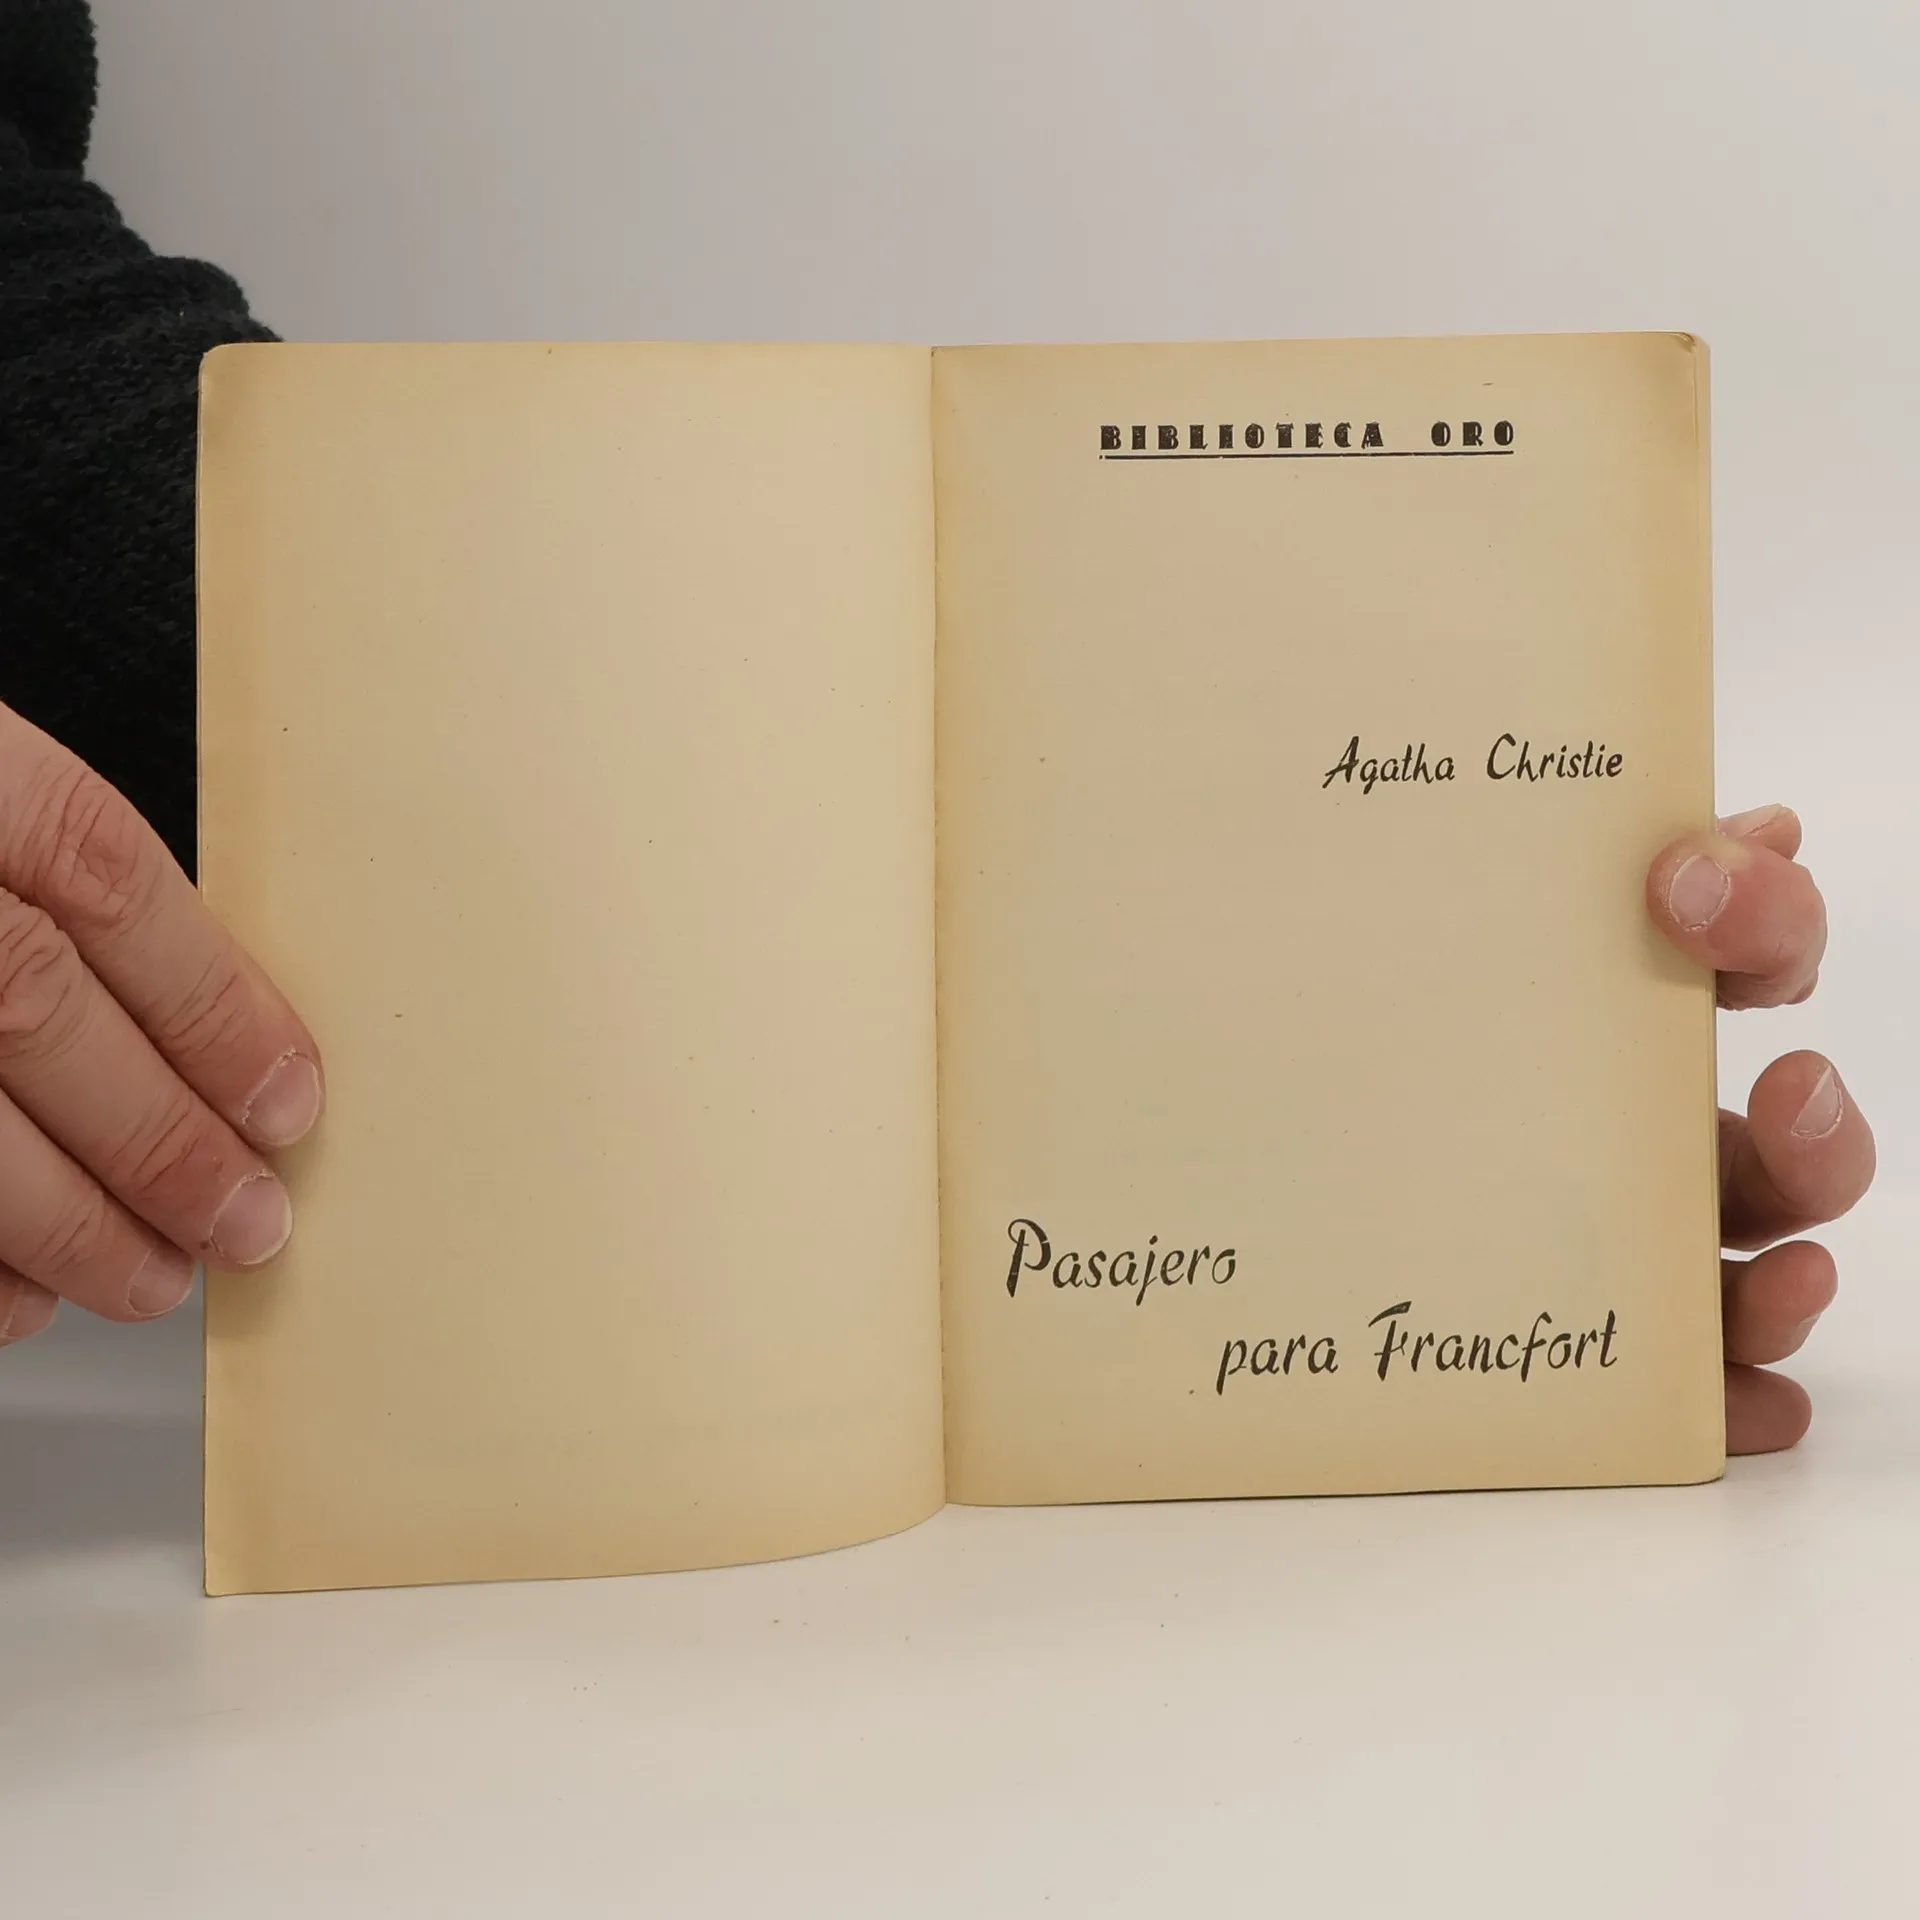 BIBLIOTECA ORO
Agatha Christie
Pasajero
para Francfort